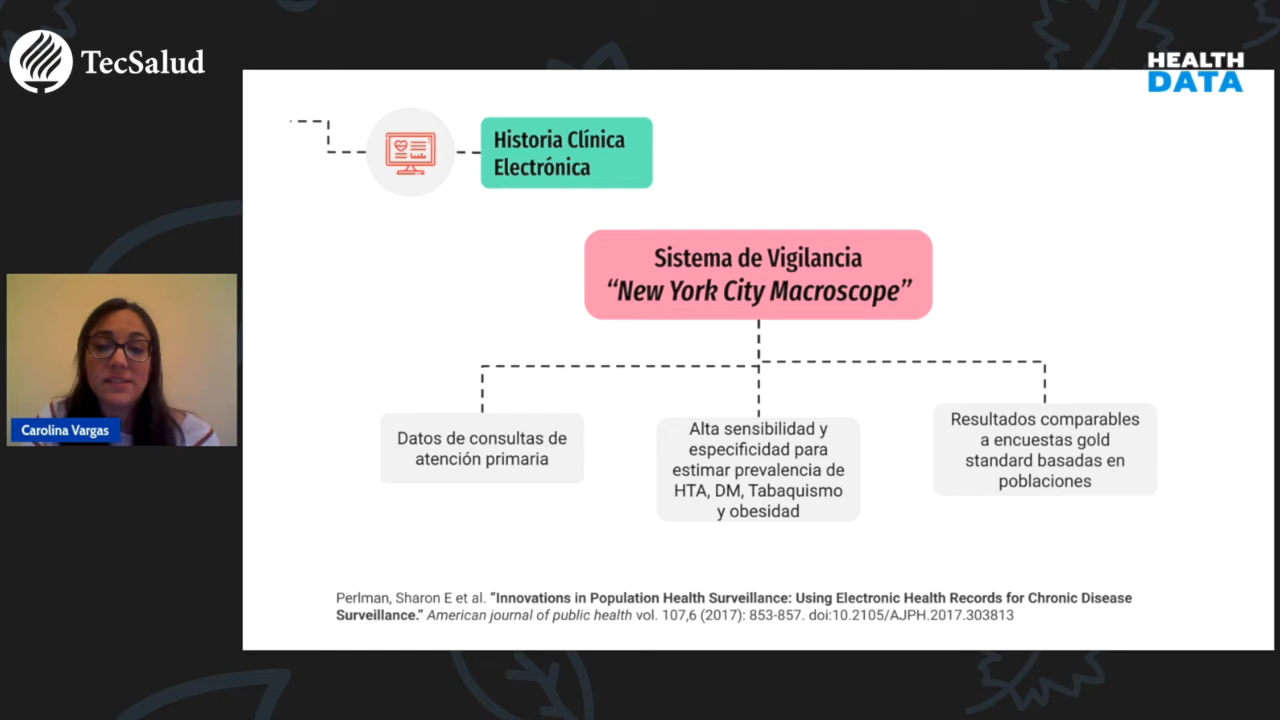 TecSalud
HEALTH
DATA
Historia Clínica
Electrónica
Sistema de Vigilancia
“New York City Macroscope”
Datos de consultas de
atención primaria
Alta sensibilidad y
especificidad para
estimar prevalencia de
HTA, DM, Tabaquismo
y obesidad
Resultados comparables
a encuestas gold
standard basadas en
poblaciones
Carolina Vargas
Perlman, Sharon E et al. “Innovations in Population Health Surveillance: Using Electronic Health Records for Chronic Disease
Surveillance.” American journal of public health vol. 107,6 (2017): 853-857. doi:10.2105/AJPH.2017.303813